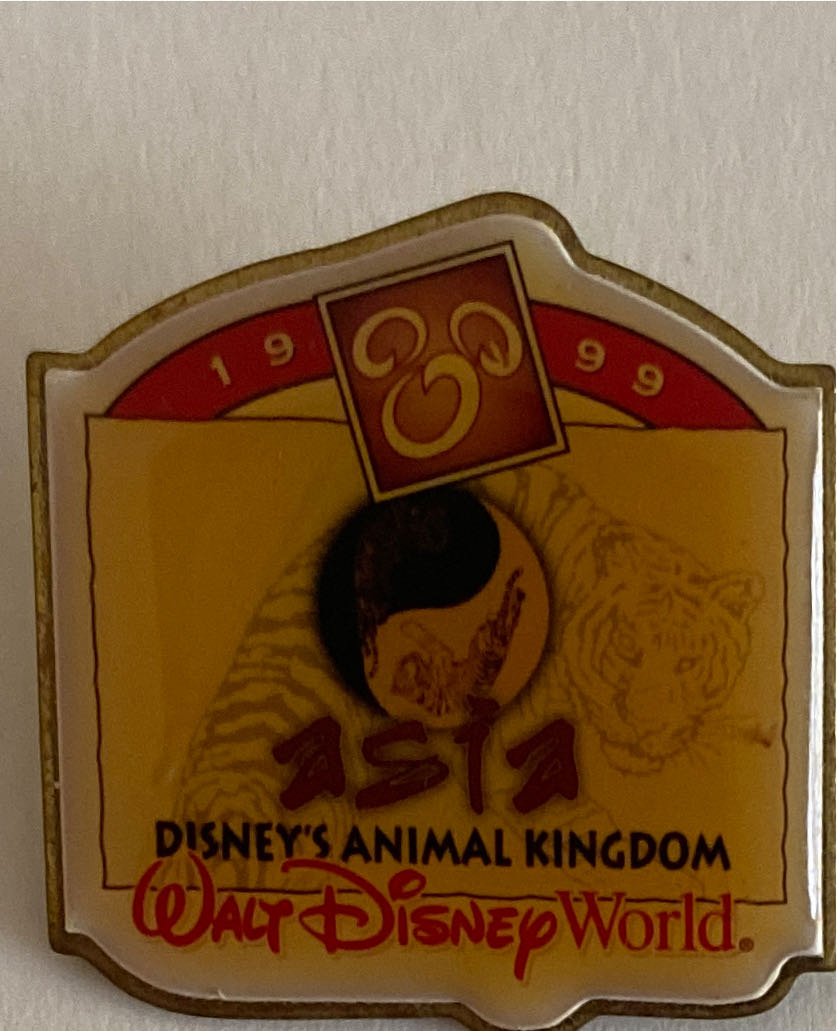 1999
asia
DISNEY'S ANIMAL KINGDOM
WALT DISNEY World®